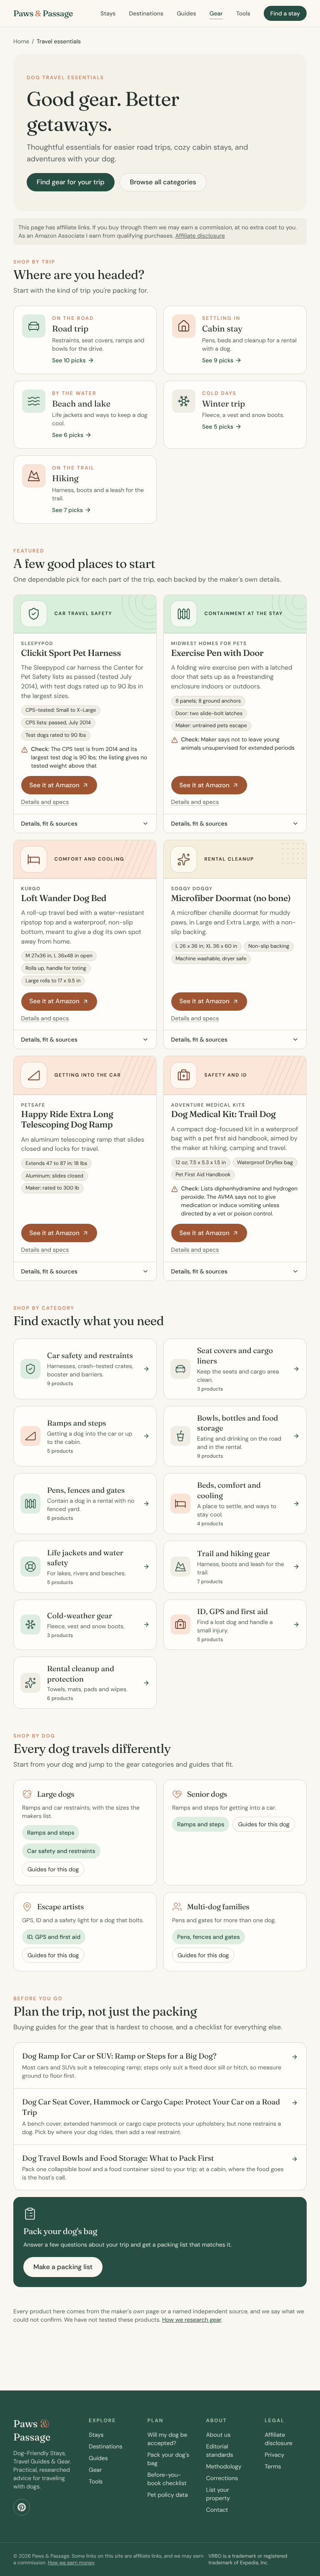 Paws & Passage
Stays Destinations Guides Gear Tools Find a stay
Home / Travel essentials
DOG TRAVEL ESSENTIALS
Good gear. Better
getaways.
Thoughtful essentials for easier road trips, cozy cabin stays, and
adventures with your dog.
Find gear for your trip Browse all categories
This page has affiliate links. If you buy through them we may earn a commission, at no extra cost to you.
As an Amazon Associate I earn from qualifying purchases. Affiliate disclosure
SHOP BY TRIP
Where are you headed?
Start with the kind of trip you're packing for.
ON THE ROAD
Road trip
Restraints, seat covers, ramps and
bowls for the drive.
See 10 picks →
SETTLING IN
Cabin stay
Pens, beds and cleanup for a rental
with a dog.
See 9 picks →
BY THE WATER
Beach and lake
Life jackets and ways to keep a dog
cool.
See 6 picks →
COLD DAYS
Winter trip
Fleece, a vest and snow boots.
See 5 picks →
ON THE TRAIL
Hiking
Harness, boots and a leash for the
trail.
See 7 picks →
FEATURED
A few good places to start
One dependable pick for each part of the trip, each backed by the maker's own details.
CAR TRAVEL SAFETY
SLEEPYPOD
Clickit Sport Pet Harness
The Sleepypod car harness the Center for
Pet Safety lists as a passed (tested July
2014), with test dogs rated up to 90 lbs in
the largest sizes.
CPS-tested: Small to X-Large
CPS lists: passed, July 2014
Test dogs rated to 90 lbs
Check: The CPS test is from 2014 and its
largest test dog is 90 lbs; the listing gives no
tested weight above that
See it at Amazon ↗
Details and specs
Details, fit & sources
CONTAINMENT AT THE STAY
MIDWEST HOMES FOR PETS
Exercise Pen with Door
A folding wire exercise pen with a latched
door that sets up as a freestanding
enclosure indoors or outdoors.
8 panels; 8 ground anchors
Door: two slide-bolt latches
Maker: untrained pets escape
Check: Maker says not to leave young
animals unsupervised for extended periods
See it at Amazon ↗
Details and specs
Details, fit & sources
COMFORT AND COOLING
KURGO
Loft Wander Dog Bed
A roll-up travel bed with a water-resistant
ripstop top and a waterproof, non-slip
bottom, meant to give a dog its own spot
away from home.
M 27x36 in, L 36x48 in open
Rolls up, handle for toting
Large rolls to 17 x 9.5 in
See it at Amazon ↗
Details and specs
Details, fit & sources
RENTAL CLEANUP
SOGGY DOGGY
Microfiber Doormat (no bone)
A microfiber chenille doormat for muddy
paws, in Large and Extra Large, with a non-
slip backing.
L 26 x 36 in; XL 36 x 60 in Non-slip backing
Machine washable, dryer safe
See it at Amazon ↗
Details and specs
Details, fit & sources
GETTING INTO THE CAR
PETSAFE
Happy Ride Extra Long
Telescoping Dog Ramp
An aluminum telescoping ramp that slides
closed and locks for travel.
Extends 47 to 87 in; 18 lbs
Aluminum; slides closed
Maker: rated to 300 lb
See it at Amazon ↗
Details and specs
Details, fit & sources
SAFETY AND ID
ADVENTURE MEDICAL KITS
Dog Medical Kit: Trail Dog
A compact dog-focused kit in a waterproof
bag with a pet first aid handbook, aimed by
the maker at hiking, camping and travel.
12 oz; 7.5 x 5.3 x 1.5 in Waterproof Dryflex bag
Pet First Aid Handbook
Check: Lists diphenhydramine and hydrogen
peroxide. The AVMA says not to give
medication or induce vomiting unless
directed by a vet or poison control.
See it at Amazon ↗
Details and specs
Details, fit & sources
SHOP BY CATEGORY
Find exactly what you need
Car safety and restraints
Harnesses, crash-tested crates,
booster and barriers.
9 products
→
Seat covers and cargo
liners
Keep the seats and cargo area
clean.
3 products
→
Ramps and steps
Getting a dog into the car or up
to the cabin.
5 products
→
Bowls, bottles and food
storage
Eating and drinking on the road
and in the rental.
9 products
→
Pens, fences and gates
Contain a dog in a rental with no
fenced yard.
6 products
→
Beds, comfort and
cooling
A place to settle, and ways to
stay cool.
4 products
→
Life jackets and water
safety
For lakes, rivers and beaches.
5 products
→
Trail and hiking gear
Harness, boots and leash for the
trail.
7 products
→
Cold-weather gear
Fleece, vest and snow boots.
3 products
→
ID, GPS and first aid
Find a lost dog and handle a
small injury.
5 products
→
Rental cleanup and
protection
Towels, mats, pads and wipes.
6 products
→
SHOP BY DOG
Every dog travels differently
Start from your dog and jump to the gear categories and guides that fit.
Large dogs
Ramps and car restraints, with the sizes the
makers list.
Ramps and steps
Car safety and restraints
Guides for this dog
Senior dogs
Ramps and steps for getting into a car.
Ramps and steps Guides for this dog
Escape artists
GPS, ID and a safety light for a dog that bolts.
ID, GPS and first aid
Guides for this dog
Multi-dog families
Pens and gates for more than one dog.
Pens, fences and gates
Guides for this dog
BEFORE YOU GO
Plan the trip, not just the packing
Buying guides for the gear that is hardest to choose, and a checklist for everything else.
Dog Ramp for Car or SUV: Ramp or Steps for a Big Dog? →
Most cars and SUVs suit a telescoping ramp; steps only suit a fixed door sill or hitch, so measure
ground to floor first.
Dog Car Seat Cover, Hammock or Cargo Cape: Protect Your Car on a Road →
Trip
A bench cover, extended hammock or cargo cape protects your upholstery, but none restrains a
dog. Pick by where your dog rides, then add a real restraint.
Dog Travel Bowls and Food Storage: What to Pack First →
Pack one collapsible bowl and a food container sized to your trip; at a cabin, where the food goes
is the host's call.
Pack your dog's bag
Answer a few questions about your trip and get a packing list that matches it.
Make a packing list
Every product here comes from the maker's own page or a named independent source, and we say what we
could not confirm. We have not tested these products. How we research gear.
Paws &
Passage
Dog-Friendly Stays,
Travel Guides & Gear.
Practical, researched
advice for traveling
with dogs.
EXPLORE
Stays
Destinations
Guides
Gear
Tools
PLAN
Will my dog be
accepted?
Pack your dog's
bag
Before-you-
book checklist
Pet policy data
ABOUT
About us
Editorial
standards
Methodology
Corrections
List your
property
Contact
LEGAL
Affiliate
disclosure
Privacy
Terms
© 2026 Paws & Passage. Some links on this site are affiliate links, and we may earn
a commission. How we earn money.
VRBO is a trademark or registered
trademark of Expedia, Inc.